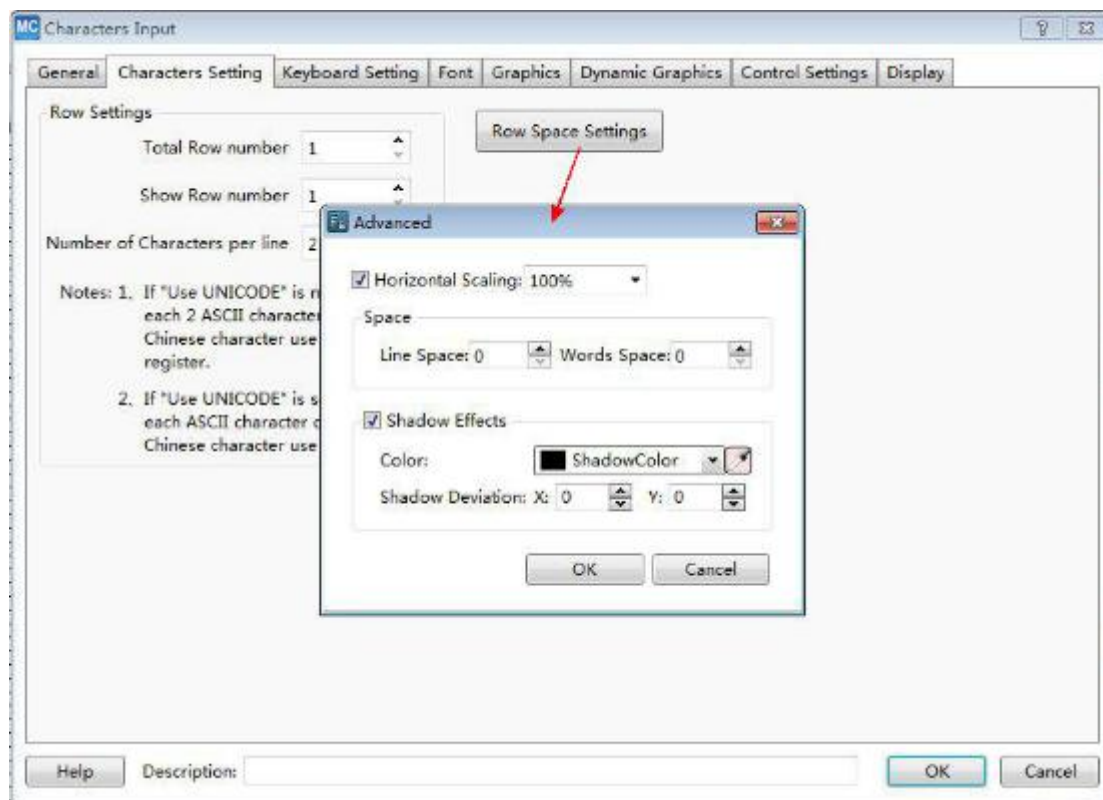 MC Characters Input
General Characters Setting Keyboard Setting Font Graphics Dynamic Graphics Control Settings Display
Row Settings
Row Space Settings
Total Row number 1
Show Row number 1
Number of Characters per line 2
Notes: 1. If "Use UNICODE" is
each 2 ASCII character
Chinese character use
register.
2. If "Use UNICODE" is
each ASCII character
Chinese character use
Advanced
Horizontal Scaling: 100%
Space
Line Space: 0 Words Space: 0
Shadow Effects
Color: ShadowColor
Shadow Deviation: X: 0 Y: 0
OK Cancel
Help Description: OK Cancel